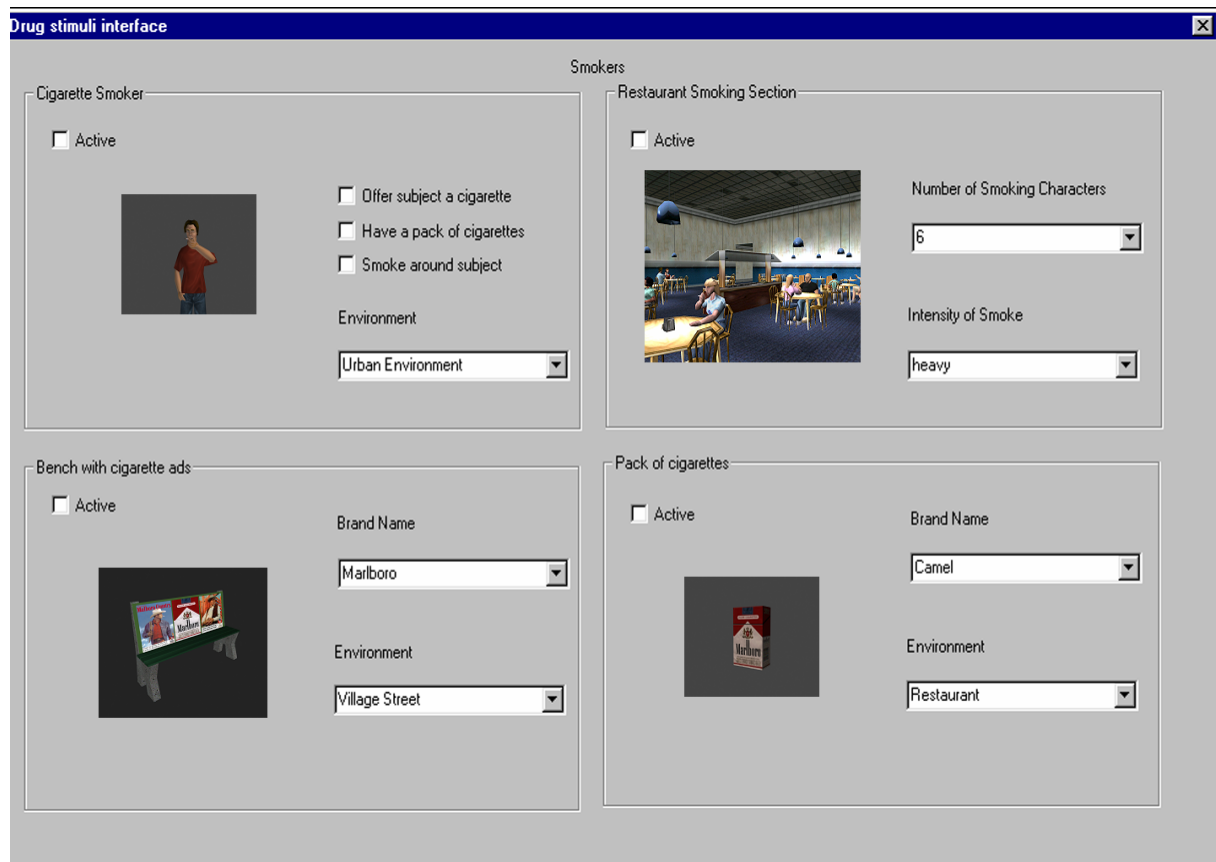 Drug stimuli interface
Smokers
Cigarette Smoker
Active
Offer subject a cigarette
Have a pack of cigarettes
Smoke around subject
Environment
Urban Environment
Restaurant Smoking Section
Active
Number of Smoking Characters
6
Intensity of Smoke
heavy
Bench with cigarette ads
Active
Marlboro
Brand Name
Marlboro
Environment
Village Street
Pack of cigarettes
Active
Marlboro
Brand Name
Camel
Environment
Restaurant